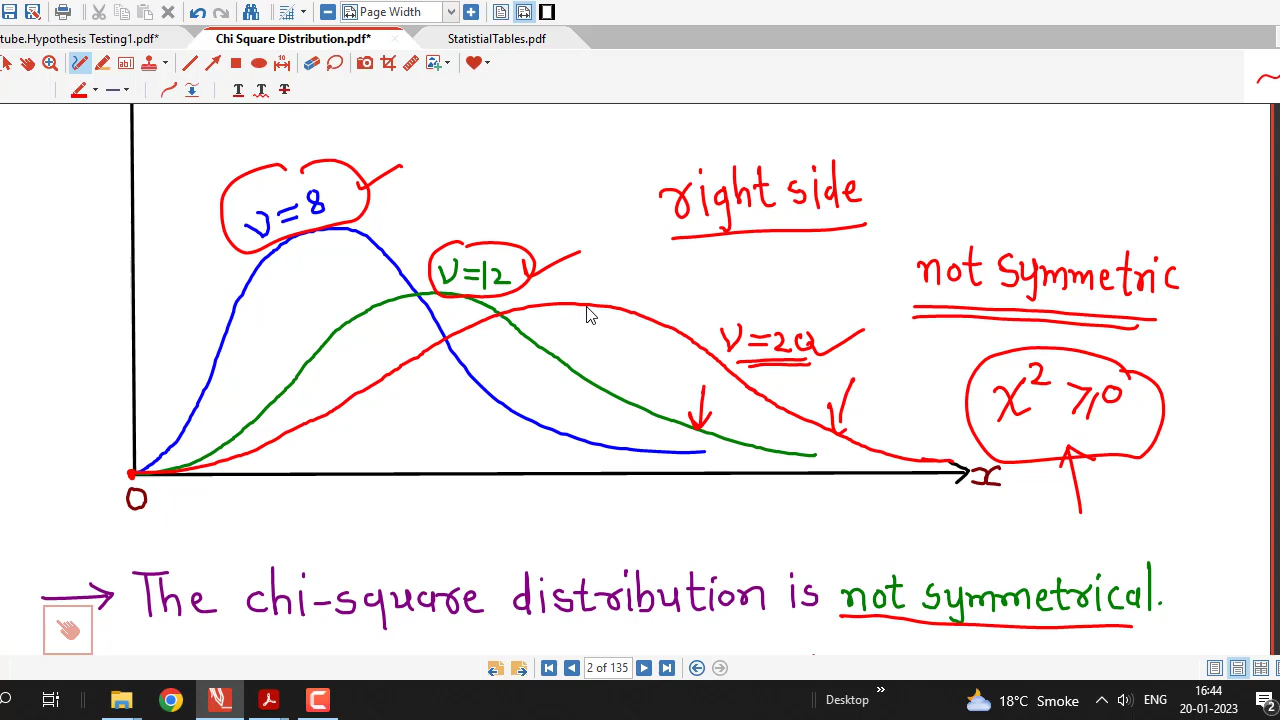 Page Width
tube.Hypothesis Testing1.pdf* Chi Square Distribution.pdf* StatistialTables.pdf
10
ν=8
right side
ν=12
not symmetric
ν=20
χ² ⩾0
0
x
→ The chi-square distribution is not symmetrical.
2 of 135
Desktop » 18°C Smoke ENG 16:44
20-01-2023
2